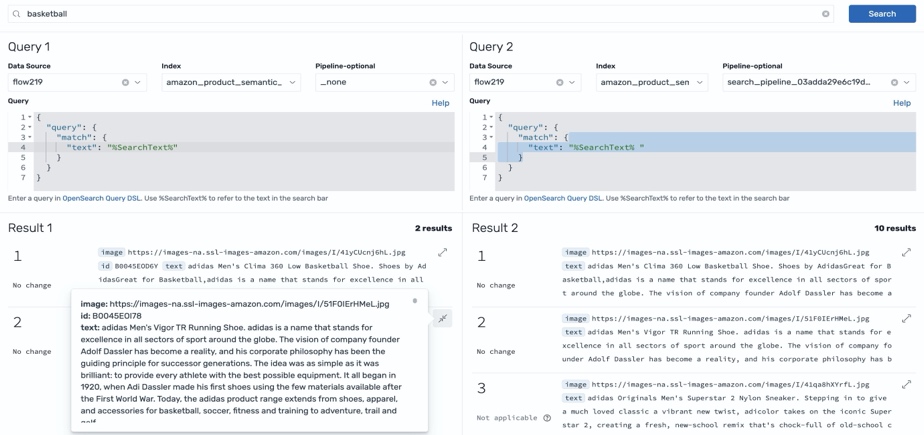 basketball
Search
Query 1
Data Source
Index
Pipeline-optional
flow219
amazon_product_semantic_
_none
Query
Help
1 {
2 "query": {
3 "match": {
4 "text": "%SearchText%"
5 }
6 }
7 }
Enter a query in OpenSearch Query DSL. Use %SearchText% to refer to the text in the search bar
Query 2
Data Source
Index
Pipeline-optional
flow219
amazon_product_sen
search_pipeline_03adda29e6c19d...
Query
Help
1 {
2 "query": {
3 "match": {
4 "text": "%SearchText% "
5 }
6 }
7 }
Enter a query in OpenSearch Query DSL. Use %SearchText% to refer to the text in the search bar
Result 1
2 results
1
No change
image https://images-na.ssl-images-amazon.com/images/I/41yCUcnj6hL.jpg
id B0045EOD6Y text adidas Men's Clima 360 Low Basketball Shoe. Shoes by Ad
idasGreat for Basketball,adidas is a name that stands for excellence in all
2
No change
image: https://images-na.ssl-images-amazon.com/images/I/51F0IErHMeL.jpg
id: B0045EOI78
text: adidas Men's Vigor TR Running Shoe. adidas is a name that stands for
excellence in all sectors of sport around the globe. The vision of company founder
Adolf Dassler has become a reality, and his corporate philosophy has been the
guiding principle for successor generations. The idea was as simple as it was
brilliant: to provide every athlete with the best possible equipment. It all began in
1920, when Adi Dassler made his first shoes using the few materials available after
the First World War. Today, the adidas product range extends from shoes, apparel,
and accessories for basketball, soccer, fitness and training to adventure, trail and
golf
Result 2
10 results
1
No change
image https://images-na.ssl-images-amazon.com/images/I/41yCUcnj6hL.jpg
text adidas Men's Clima 360 Low Basketball Shoe. Shoes by AdidasGreat for B
asketball,adidas is a name that stands for excellence in all sectors of spor
t around the globe. The vision of company founder Adolf Dassler has become a
2
No change
image https://images-na.ssl-images-amazon.com/images/I/51F0IErHMeL.jpg
text adidas Men's Vigor TR Running Shoe. adidas is a name that stands for e
xcellence in all sectors of sport around the globe. The vision of company fo
under Adolf Dassler has become a reality, and his corporate philosophy has b
3
Not applicable
image https://images-na.ssl-images-amazon.com/images/I/41qa8hXYrfL.jpg
text adidas Originals Men's Superstar 2 Nylon Sneaker. Stepping in to give
a much loved classic a vibrant new twist, adicolor takes on the iconic Super
star 2, creating a fresh, new-school remix that's chock-full of old-school c